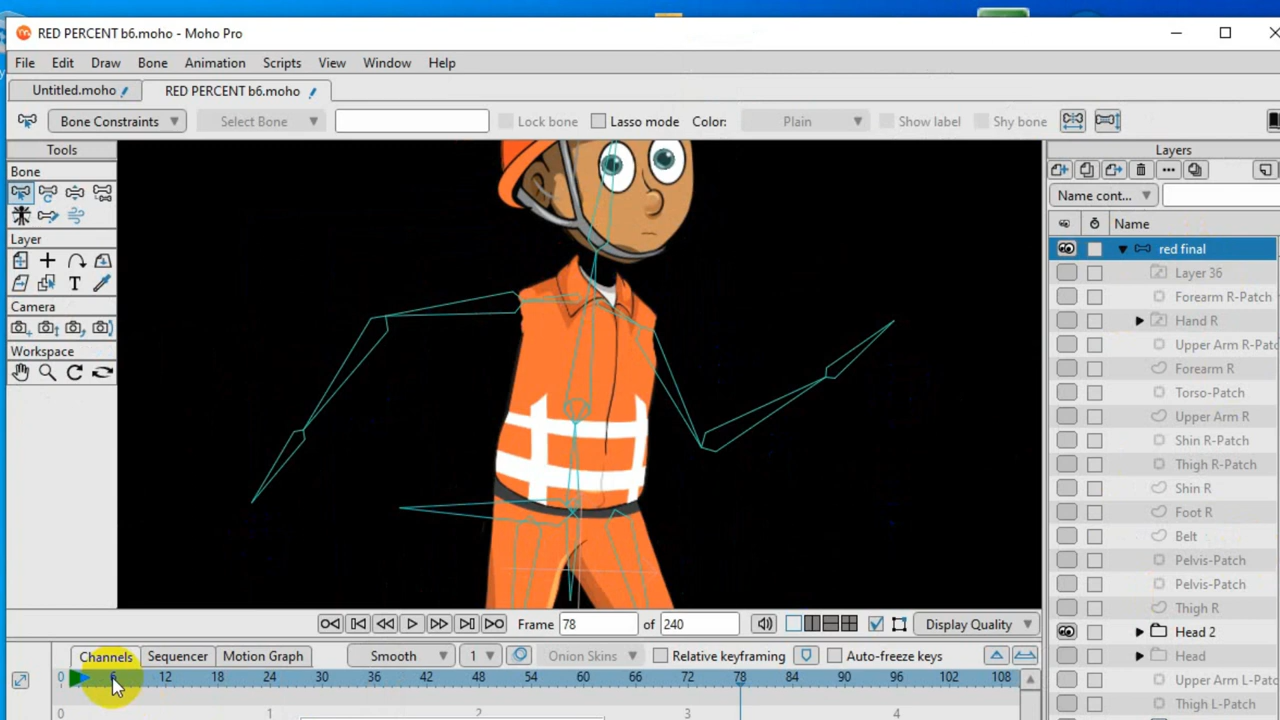 RED PERCENT b6.moho - Moho Pro
File Edit Draw Bone Animation Scripts View Window Help
Untitled.moho RED PERCENT b6.moho
Bone Constraints Select Bone Lock bone Lasso mode Color: Plain Show label Shy bone
Tools
Bone
Layer
Camera
Workspace
Layers
Name cont...
Name
red final
Layer 36
Forearm R-Patch
Hand R
Upper Arm R-Patc
Forearm R
Torso-Patch
Upper Arm R
Shin R-Patch
Thigh R-Patch
Shin R
Foot R
Belt
Pelvis-Patch
Pelvis-Patch
Thigh R
Head 2
Head
Upper Arm L-Patc
Thigh L-Patch
Frame 78 of 240 Display Quality
Channels Sequencer Motion Graph Smooth 1 Onion Skins Relative keyframing Auto-freeze keys
0 6 12 18 24 30 36 42 48 54 60 66 72 78 84 90 96 102 108
0 1 2 3 4